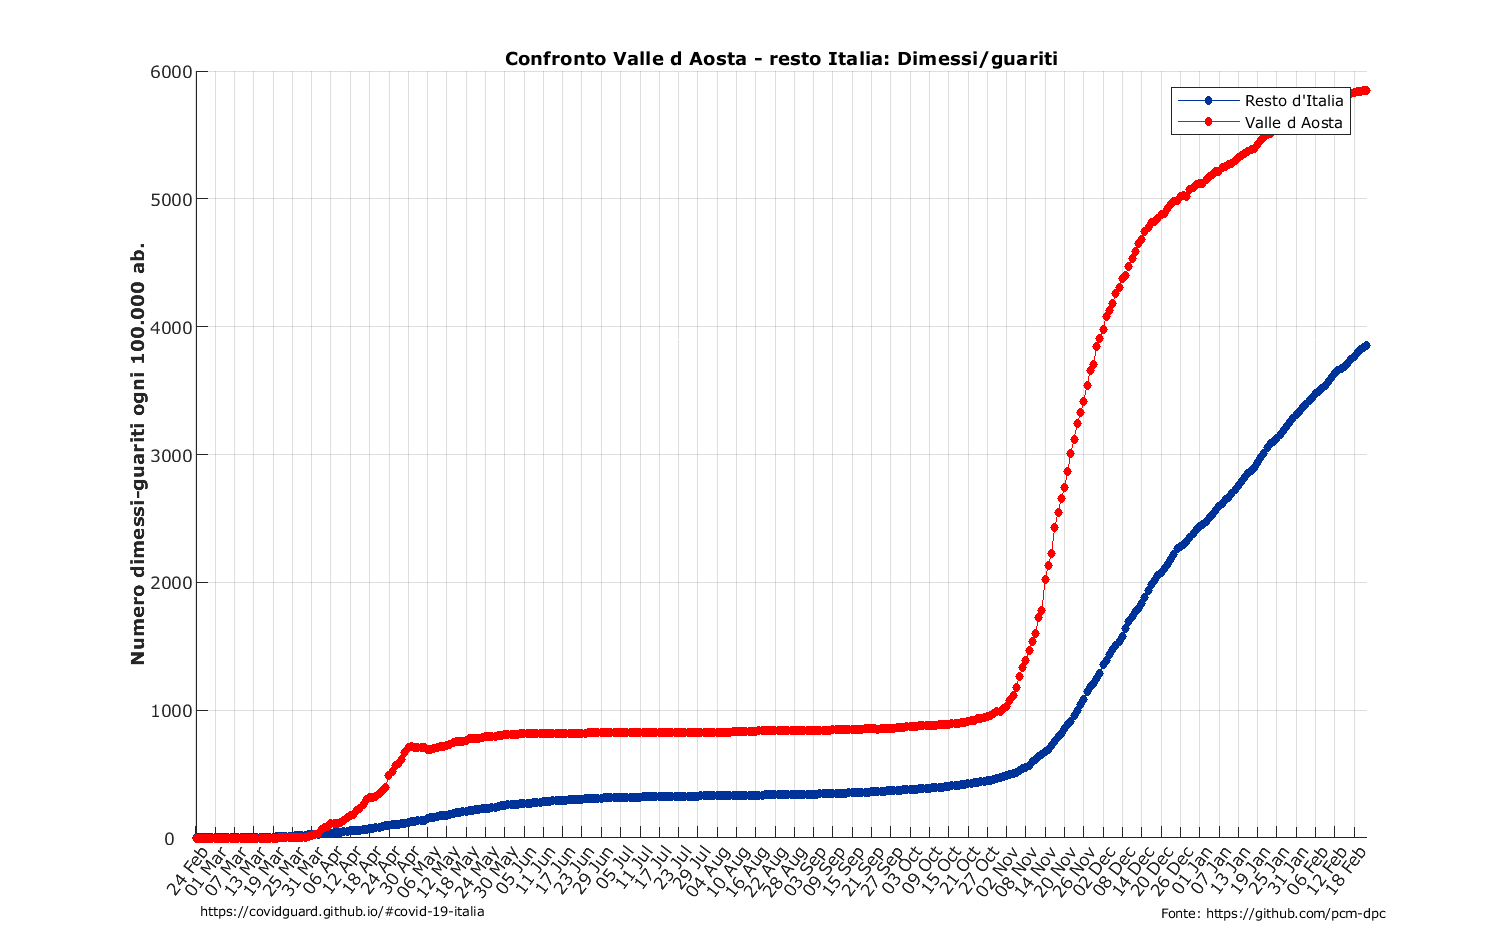 Confronto Valle d Aosta - resto Italia: Dimessi/guariti
Resto d'Italia
Valle d Aosta
Numero dimessi-guariti ogni 100.000 ab.
6000
5000
4000
3000
2000
1000
0
24 Feb
01 Mar
07 Mar
13 Mar
19 Mar
25 Mar
31 Mar
06 Apr
12 Apr
18 Apr
24 Apr
30 Apr
06 May
12 May
18 May
24 May
30 May
05 Jun
11 Jun
17 Jun
23 Jun
29 Jun
05 Jul
11 Jul
17 Jul
23 Jul
29 Jul
04 Aug
10 Aug
16 Aug
22 Aug
28 Aug
03 Sep
09 Sep
15 Sep
21 Sep
27 Sep
03 Oct
09 Oct
15 Oct
21 Oct
27 Oct
02 Nov
08 Nov
14 Nov
20 Nov
26 Nov
02 Dec
08 Dec
14 Dec
20 Dec
26 Dec
01 Jan
07 Jan
13 Jan
19 Jan
25 Jan
31 Jan
06 Feb
12 Feb
18 Feb
https://covidguard.github.io/#covid-19-italia
Fonte: https://github.com/pcm-dpc